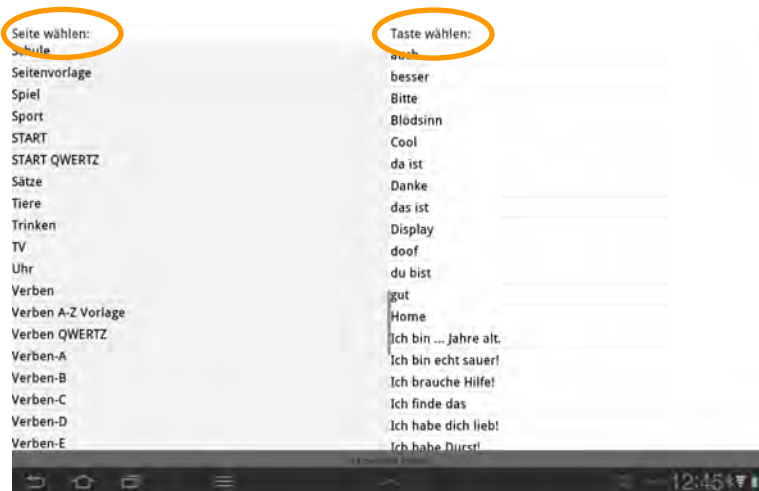 Seite wählen:
Schule
Seitenvorlage
Spiel
Sport
START
START QWERTZ
Sätze
Tiere
Trinken
TV
Uhr
Verben
Verben A-Z Vorlage
Verben QWERTZ
Verben-A
Verben-B
Verben-C
Verben-D
Verben-E
Taste wählen:
auch
besser
Bitte
Blödsinn
Cool
da ist
Danke
das ist
Display
doof
du bist
gut
Home
Ich bin ... Jahre alt.
Ich bin echt sauer!
Ich brauche Hilfe!
Ich finde das
Ich habe dich lieb!
Ich habe Durst!
12:45